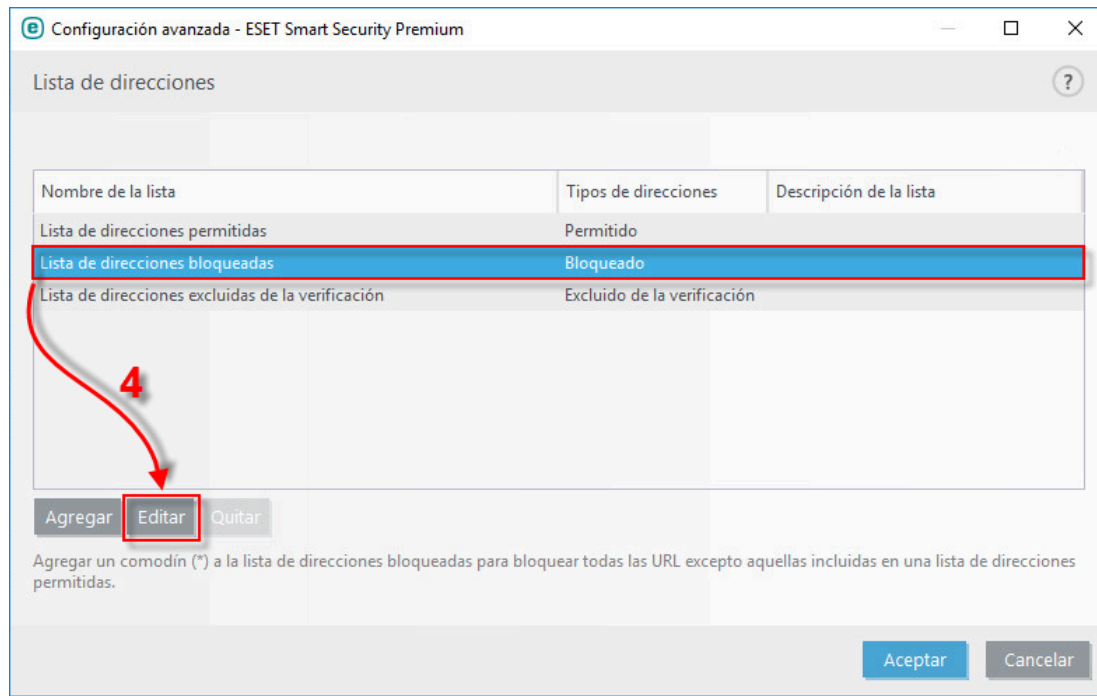 Configuración avanzada - ESET Smart Security Premium
Lista de direcciones
?
Nombre de la lista Tipos de direcciones Descripción de la lista
Lista de direcciones permitidas Permitido
Lista de direcciones bloqueadas Bloqueado
Lista de direcciones excluidas de la verificación Excluido de la verificación
4
Agregar Editar Quitar
Agregar un comodín (*) a la lista de direcciones bloqueadas para bloquear todas las URL excepto aquellas incluidas en una lista de direcciones
permitidas.
Aceptar Cancelar